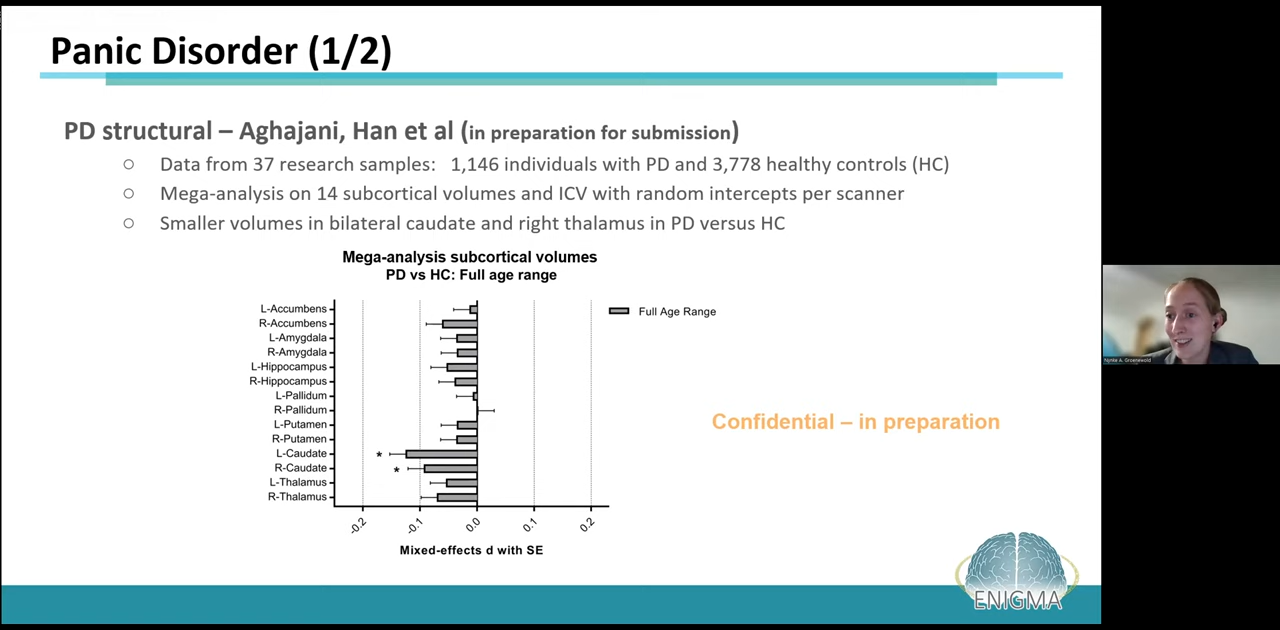 Panic Disorder (1/2)
PD structural – Aghajani, Han et al (in preparation for submission)
○ Data from 37 research samples: 1,146 individuals with PD and 3,778 healthy controls (HC)
○ Mega-analysis on 14 subcortical volumes and ICV with random intercepts per scanner
○ Smaller volumes in bilateral caudate and right thalamus in PD versus HC
Mega-analysis subcortical volumes
PD vs HC: Full age range
L-Accumbens
R-Accumbens
L-Amygdala
R-Amygdala
L-Hippocampus
R-Hippocampus
L-Pallidum
R-Pallidum
L-Putamen
R-Putamen
L-Caudate *
R-Caudate *
L-Thalamus
R-Thalamus
-0.2 -0.1 0.0 0.1 0.2
Mixed-effects d with SE
Full Age Range
Confidential – in preparation
ENIGMA
Nynke A. Groenewold